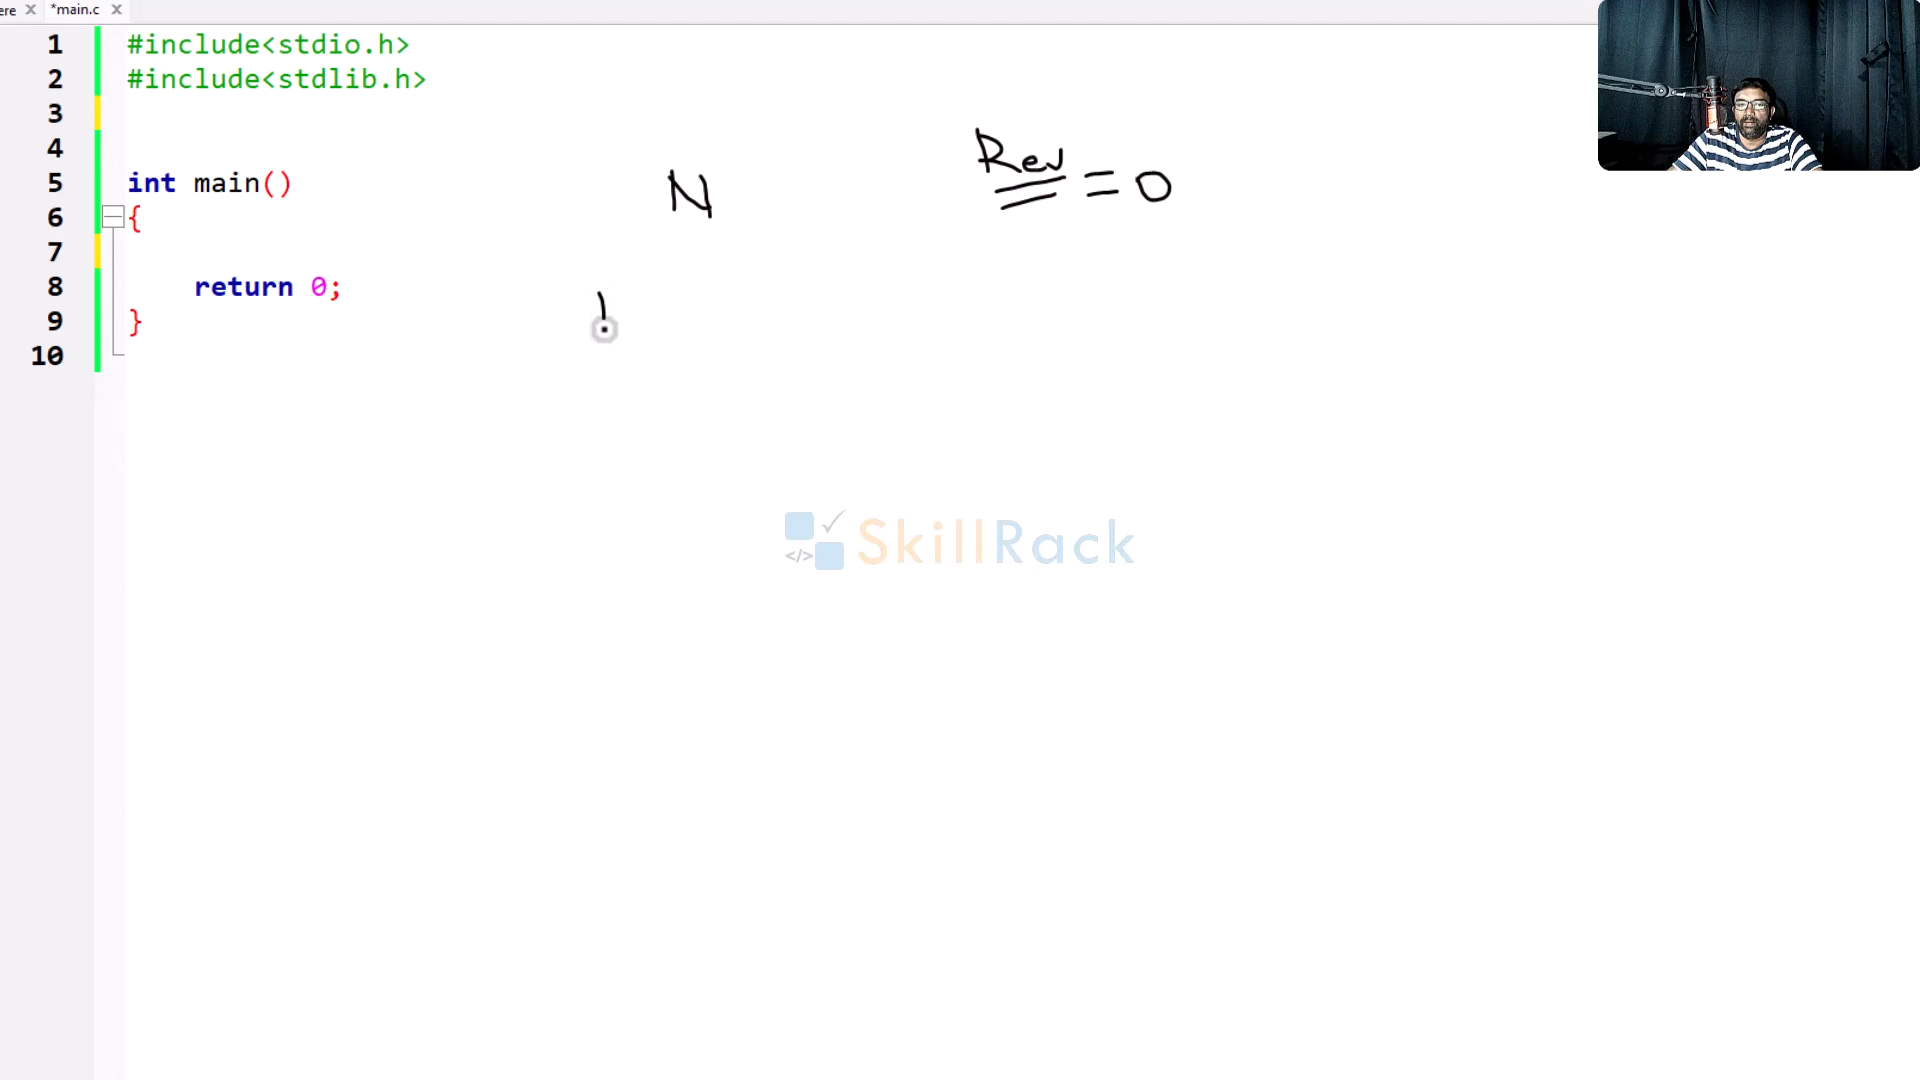 ere X *main.c X
1 #include<stdio.h>
2 #include<stdlib.h>
3
4
5 int main()
6 {
7
8 return 0;
9 }
10
N
Rev = 0
1
</> SkillRack